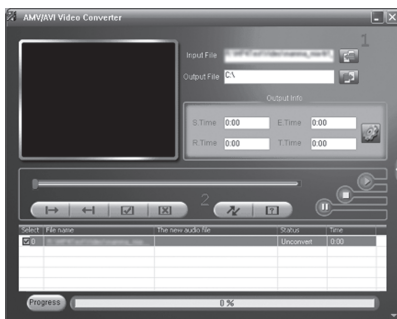 AMV/AVI Video Converter
1
Input File
Output File C:\
Output Info
S.Time 0:00 E.Time 0:00
R.Time 0:00 T.Time 0:00
2
Select File name The new audio file Status Time
0 Unconvert 0:00
Progress 0 %